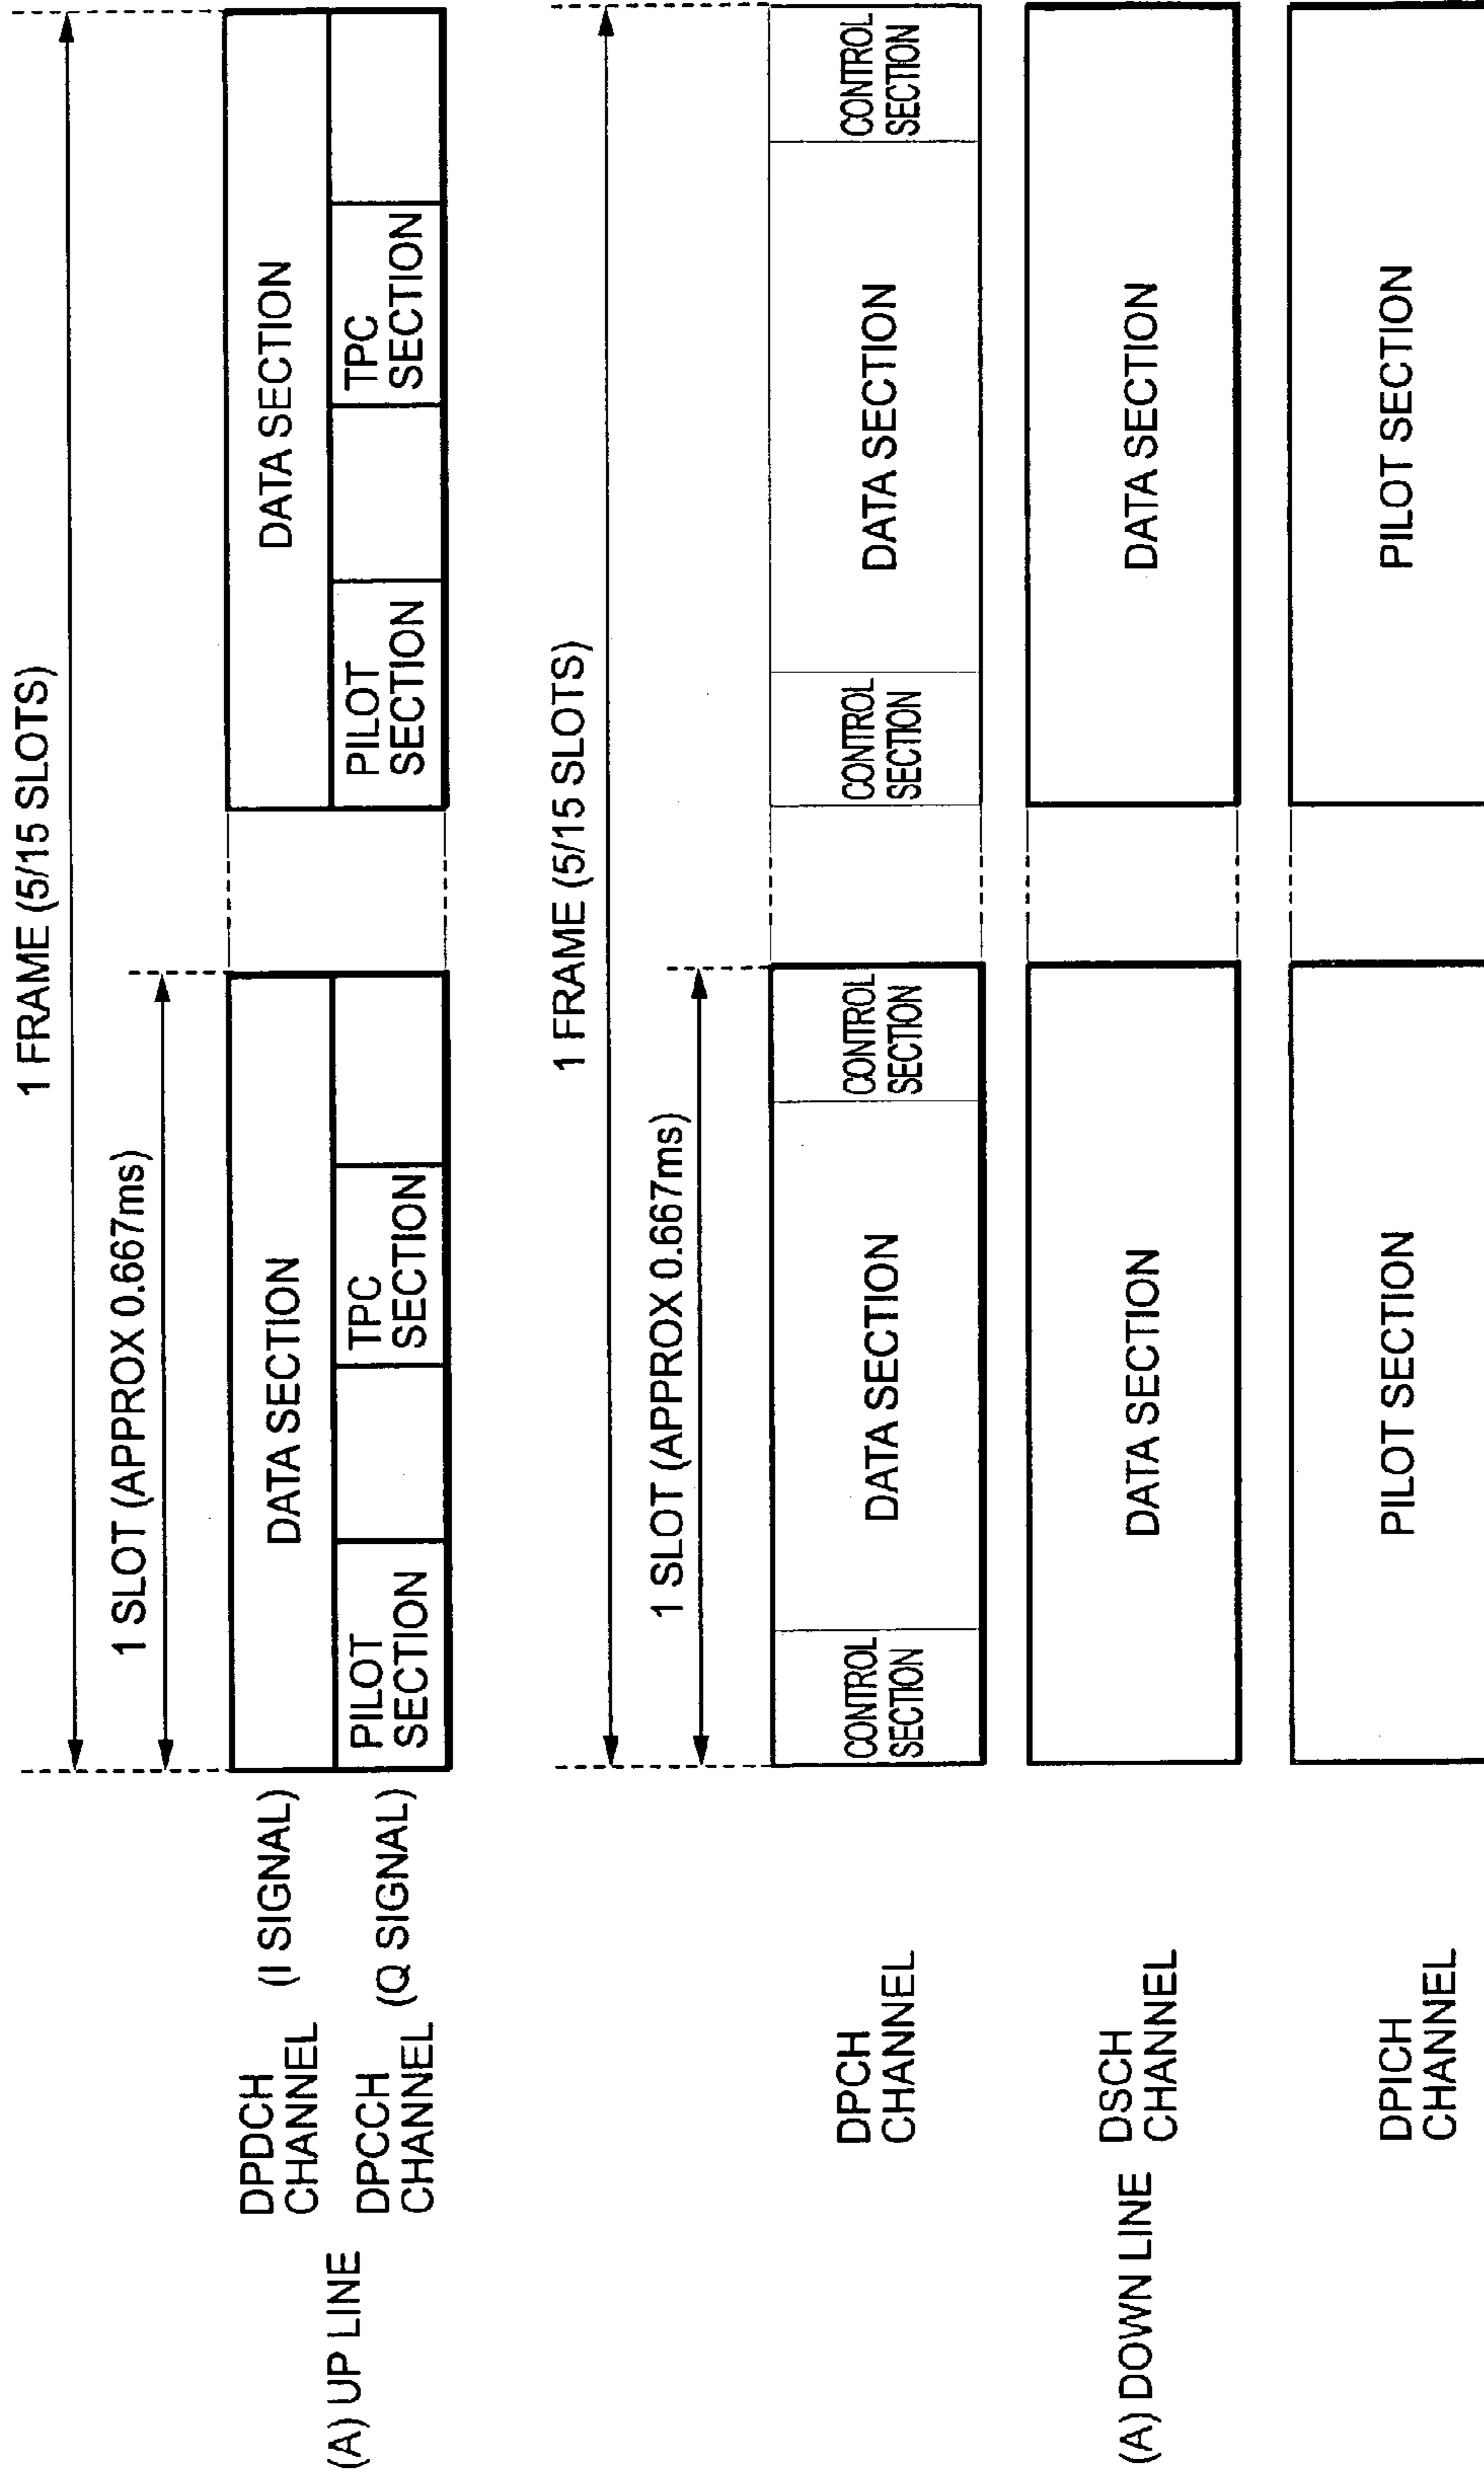 1 FRAME (5/15 SLOTS)
1 SLOT (APPROX 0.667ms)
DPDCH
CHANNEL
(I SIGNAL)
DATA SECTION
DATA SECTION
(A) UP LINE
DPCCH
CHANNEL
(Q SIGNAL)
PILOT
SECTION
TPC
SECTION
PILOT
SECTION
TPC
SECTION
1 FRAME (5/15 SLOTS)
1 SLOT (APPROX 0.667ms)
DPCH
CHANNEL
CONTROL
SECTION
DATA SECTION
CONTROL
SECTION
CONTROL
SECTION
DATA SECTION
CONTROL
SECTION
(A) DOWN LINE
DSCH
CHANNEL
DATA SECTION
DATA SECTION
DPICH
CHANNEL
PILOT SECTION
PILOT SECTION